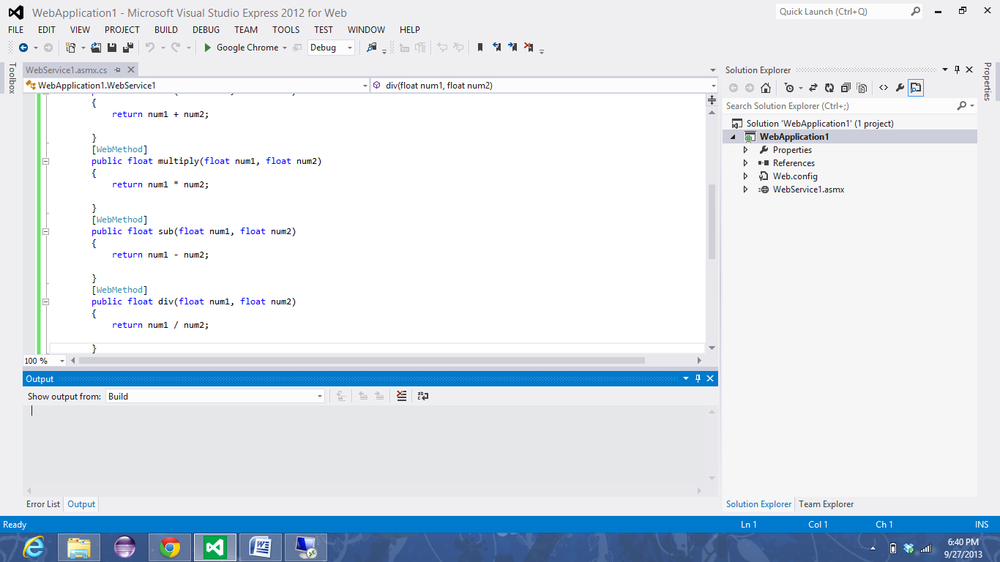 WebApplication1 - Microsoft Visual Studio Express 2012 for Web
Quick Launch (Ctrl+Q)
FILE EDIT VIEW PROJECT BUILD DEBUG TEAM TOOLS TEST WINDOW HELP
Google Chrome Debug
Toolbox
WebService1.asmx.cs
WebApplication1.WebService1
div(float num1, float num2)
{
return num1 + num2;
}
[WebMethod]
public float multiply(float num1, float num2)
{
return num1 * num2;
}
[WebMethod]
public float sub(float num1, float num2)
{
return num1 - num2;
}
[WebMethod]
public float div(float num1, float num2)
{
return num1 / num2;
}
100 %
Output
Show output from: Build
Error List Output
Solution Explorer
Search Solution Explorer (Ctrl+;)
Solution 'WebApplication1' (1 project)
WebApplication1
Properties
References
Web.config
WebService1.asmx
Solution Explorer Team Explorer
Properties
Ready Ln 1 Col 1 Ch 1 INS
6:40 PM
9/27/2013